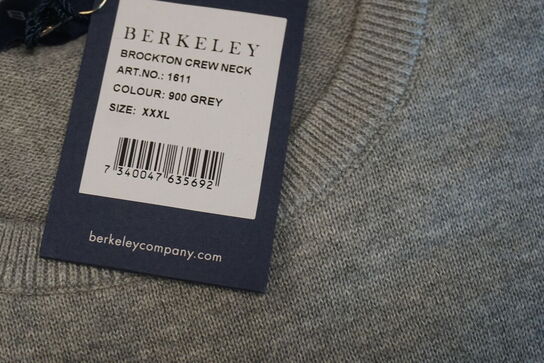 BERKELEY
BROCKTON CREW NECK
ART.NO.: 1611
COLOUR: 900 GREY
SIZE: XXXL
7 340047 635692
berkeleycompany.com